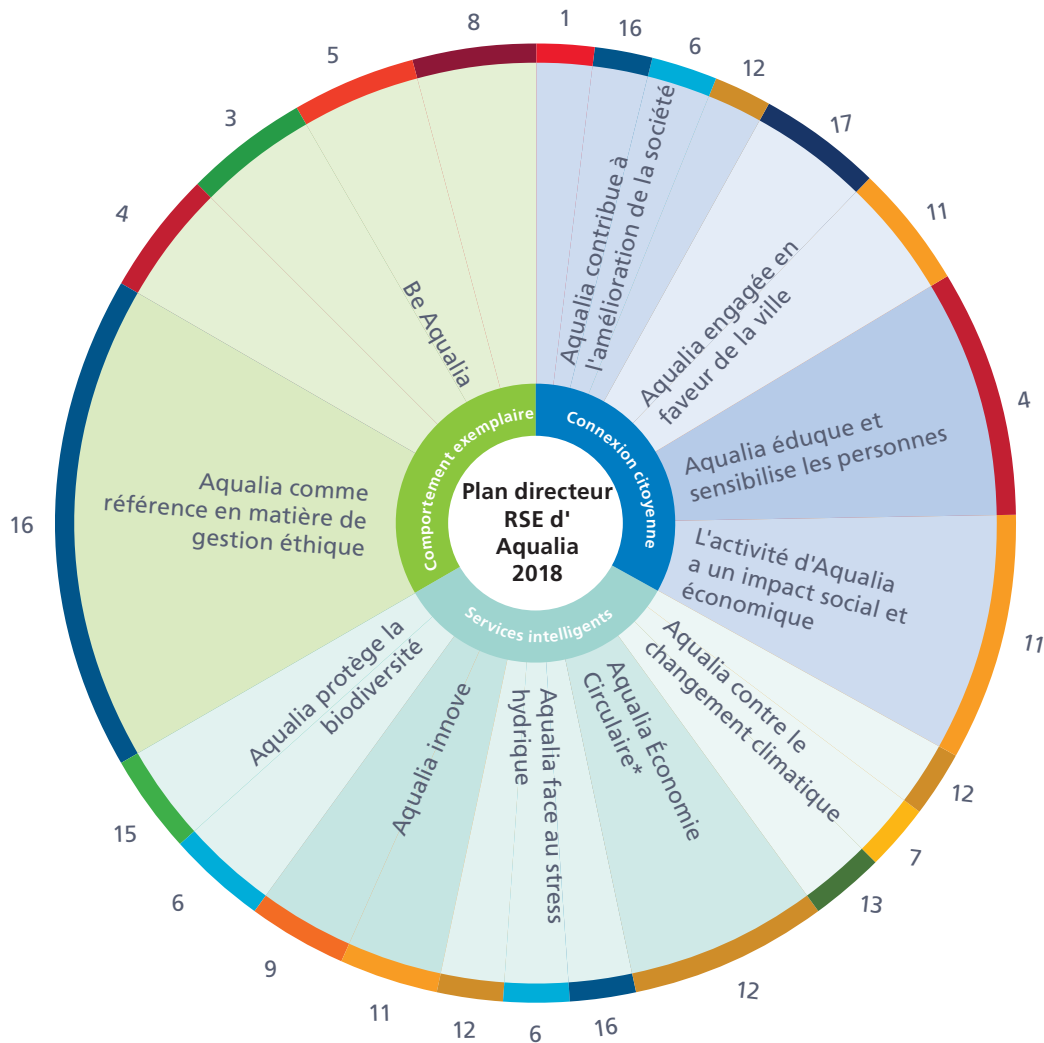 Plan directeur
RSE d'
Aqualia
2018
Connexion citoyenne
Services intelligents
Comportement exemplaire
Aqualia contribue à
l'amélioration de la société
Aqualia engagée en
faveur de la ville
Aqualia éduque et
sensibilise les personnes
L'activité d'Aqualia
a un impact social et
économique
Aqualia contre le
changement climatique
Aqualia Économie
Circulaire*
Aqualia face au stress
hydrique
Aqualia innove
Aqualia protège la
biodiversité
Aqualia comme
référence en matière de
gestion éthique
Be Aqualia
1
16
6
12
17
11
4
11
12
7
13
12
16
6
12
11
9
6
15
16
4
3
5
8